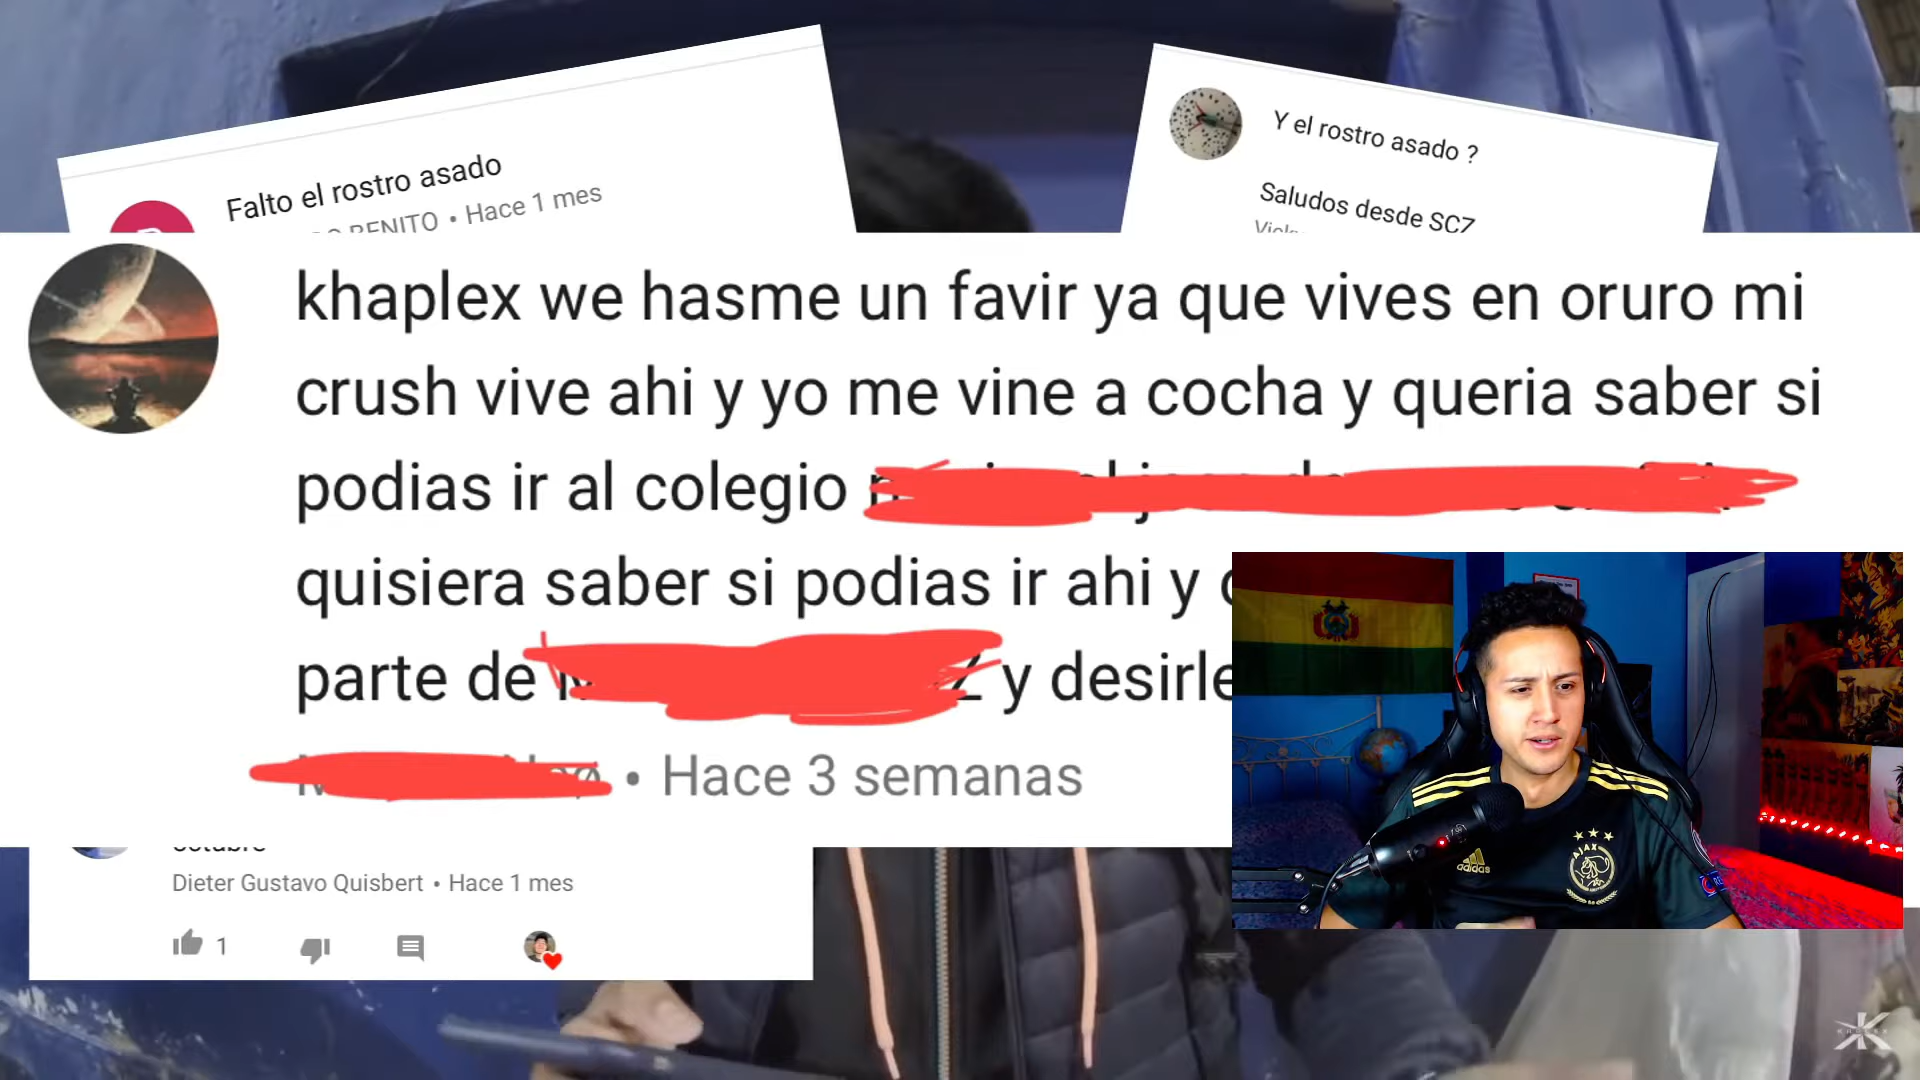 Falto el rostro asado
BENITO • Hace 1 mes
Y el rostro asado ?
Saludos desde SCZ
khaplex we hasme un favir ya que vives en oruro mi
crush vive ahi y yo me vine a cocha y queria saber si
podias ir al colegio
quisiera saber si podias ir ahi y
parte de y desirle
• Hace 3 semanas
octubre
Dieter Gustavo Quisbert • Hace 1 mes
1
adidas
AJAX